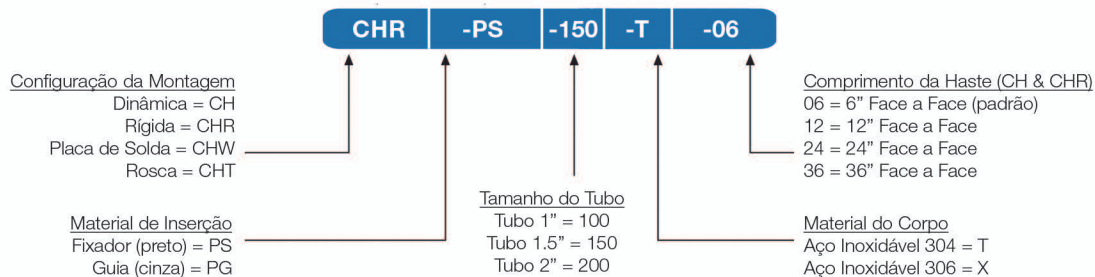 CHR -PS -150 -T -06
Configuração da Montagem
Dinâmica = CH
Rígida = CHR
Placa de Solda = CHW
Rosca = CHT
Material de Inserção
Fixador (preto) = PS
Guia (cinza) = PG
Tamanho do Tubo
Tubo 1” = 100
Tubo 1.5” = 150
Tubo 2” = 200
Comprimento da Haste (CH & CHR)
06 = 6” Face a Face (padrão)
12 = 12” Face a Face
24 = 24” Face a Face
36 = 36” Face a Face
Material do Corpo
Aço Inoxidável 304 = T
Aço Inoxidável 306 = X